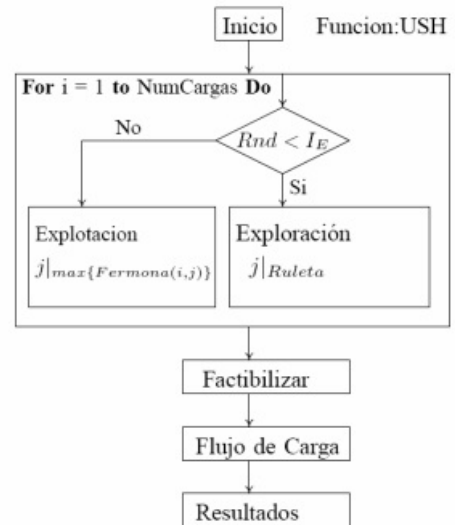 Inicio
Funcion:USH
For i = 1 to NumCargas Do
No
Rnd < I_E
Si
Explotacion
j|max{Fermona(i,j)}
Exploración
j|Ruleta
Factibilizar
Flujo de Carga
Resultados